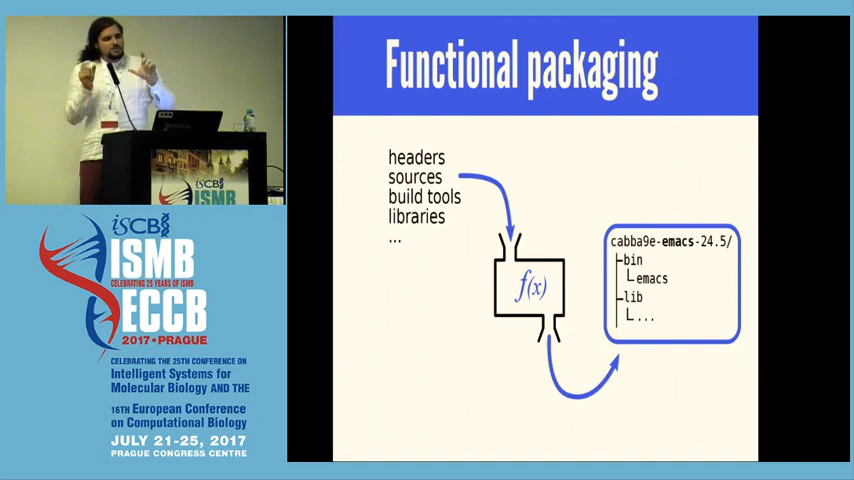 Functional packaging
headers
sources
build tools
libraries
...
f(x)
cabba9e-emacs-24.5/
bin
emacs
lib
...
iSCB
ISMB
iSCB
ISMB
CELEBRATING 25 YEARS OF ISMB
ECCB
2017•PRAGUE
CELEBRATING THE 25TH CONFERENCE ON
Intelligent Systems for
Molecular Biology AND THE
16TH European Conference
on Computational Biology
JULY 21-25, 2017
PRAGUE CONGRESS CENTRE